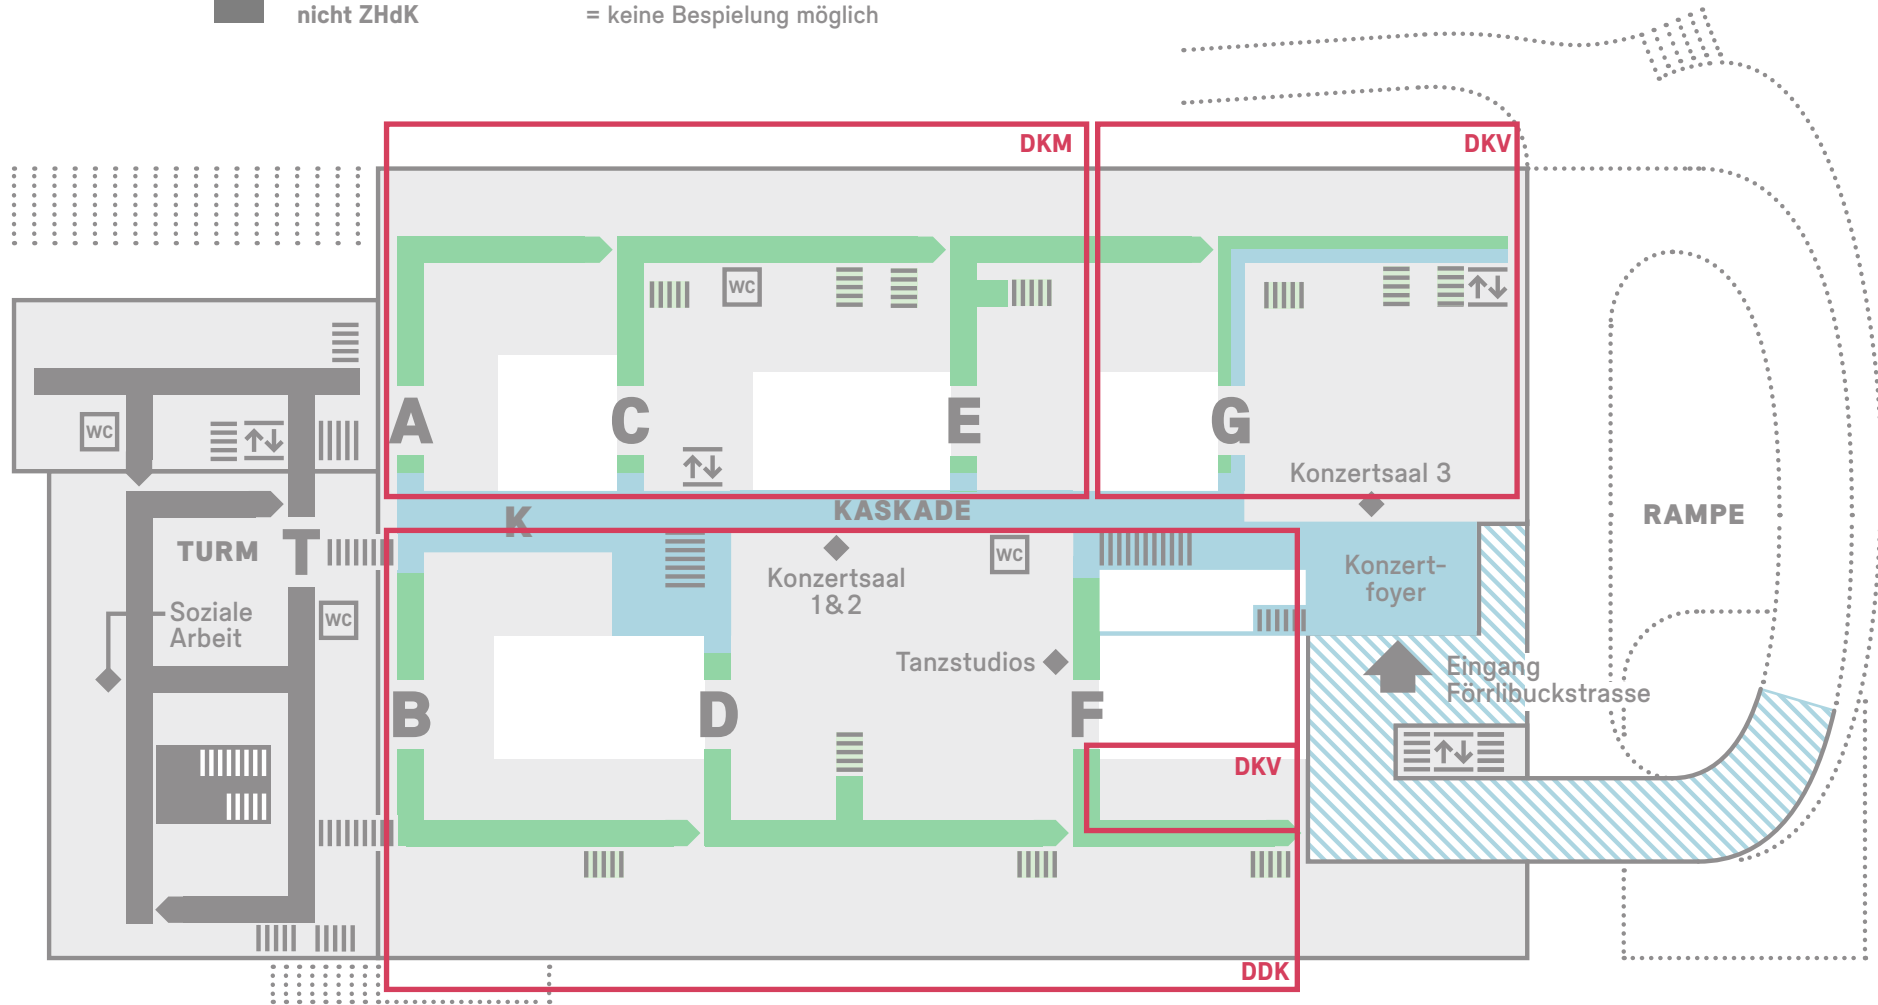 nicht ZHdK = keine Bespielung möglich
DKM
DKV
WC
WC
A
C
E
G
Konzertsaal 3
K
KASKADE
RAMPE
TURM
T
WC
Konzertsaal
1&2
Konzert-
foyer
Soziale
Arbeit
WC
Tanzstudios
Eingang
Förrlibuckstrasse
B
D
F
DKV
DDK